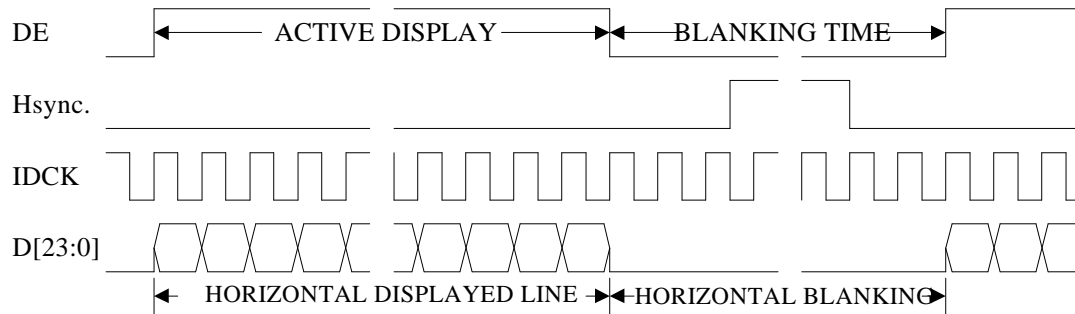 DE
ACTIVE DISPLAY
BLANKING TIME
Hsync.
IDCK
D[23:0]
HORIZONTAL DISPLAYED LINE
HORIZONTAL BLANKING